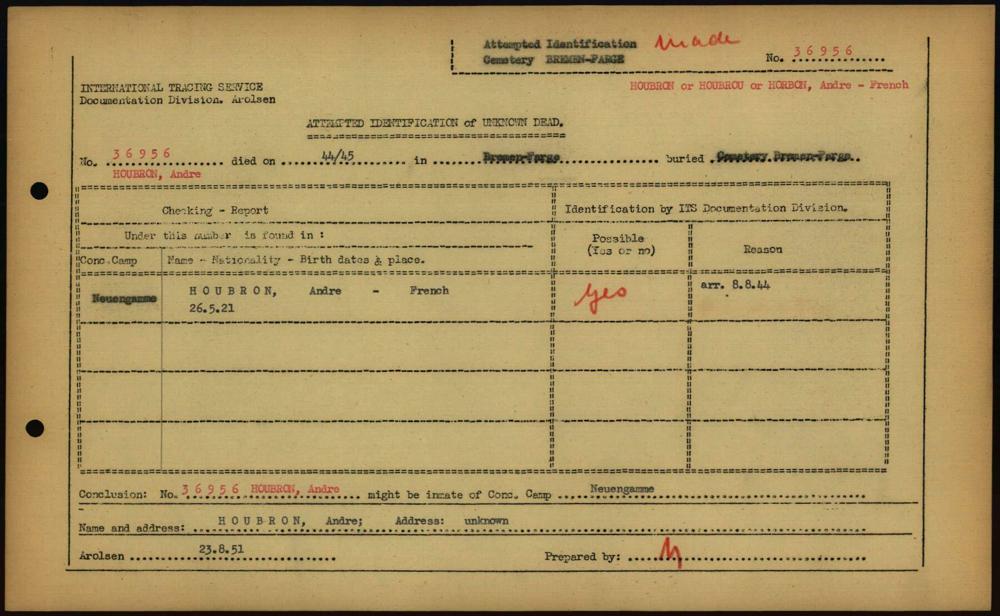 Attempted Identification made
Cemetery BREMEN-FARGE
No. 36956
INTERNATIONAL TRACING SERVICE
Documentation Division. Arolsen
HOUBRON or HOUBROU or HORBON, Andre - French
ATTEMPTED IDENTIFICATION of UNKNOWN DEAD.
No. 36956 died on 44/45 in Bremen-Farge buried Cemetery Bremen-Farge
HOUBRON, Andre
Checking - Report
Identification by ITS Documentation Division.
Under this number is found in :
Possible
(Yes or no)
Reason
Conc.Camp Name - Nationality - Birth dates & place.
Neuengamme HOUBRON, Andre - French
26.5.21
yes
arr. 8.8.44
Conclusion: No. 36956 HOUBRON, Andre might be inmate of Conc. Camp Neuengamme
Name and address: HOUBRON, Andre; Address: unknown
Arolsen 23.8.51 Prepared by: